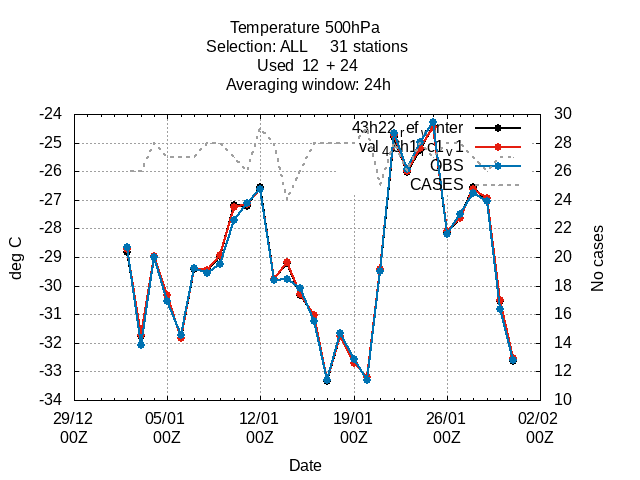 Temperature 500hPa
Selection: ALL 31 stations
Used 12 + 24
Averaging window: 24h
-24
-25
-26
-27
-28
-29
-30
-31
-32
-33
-34
30
28
26
24
22
20
18
16
14
12
10
deg C
No cases
OBS
CASES
29/12 05/01 12/01 19/01 26/01 02/02
00Z 00Z 00Z 00Z 00Z 00Z
Date